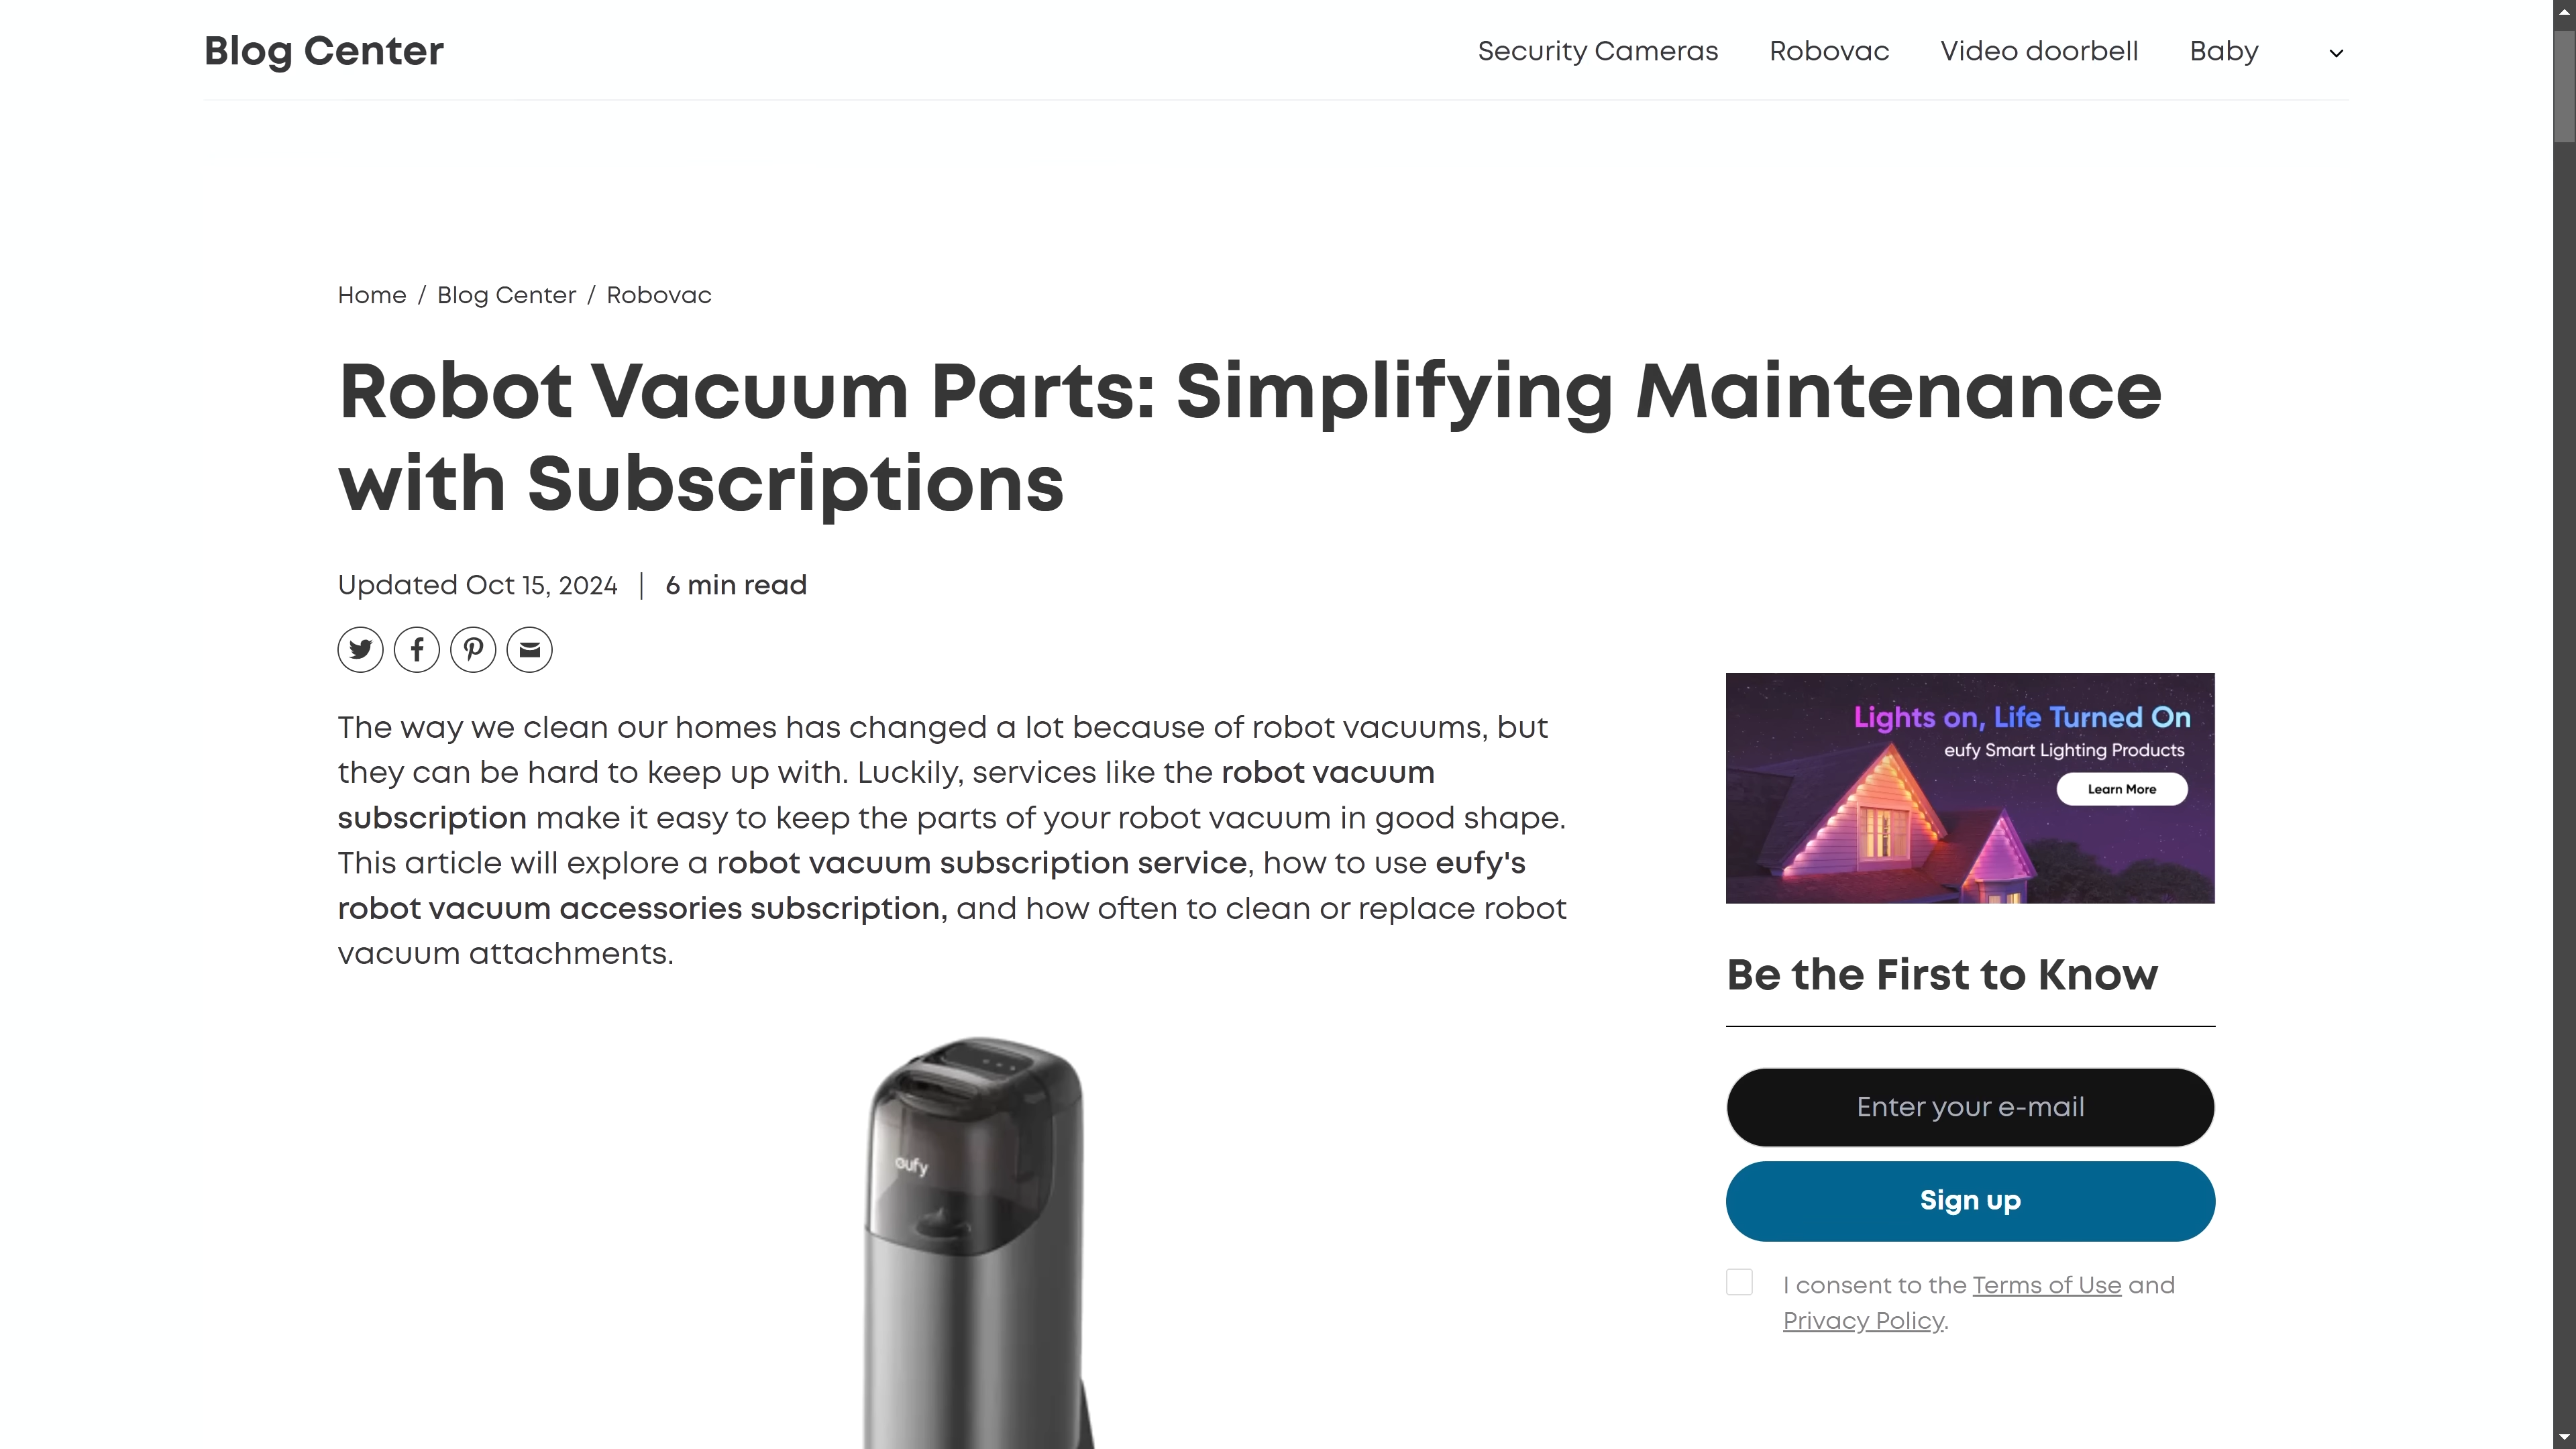 Blog Center
Security Cameras
Robovac
Video doorbell
Baby
Home / Blog Center / Robovac
Robot Vacuum Parts: Simplifying Maintenance
with Subscriptions
Updated Oct 15, 2024 | 6 min read
The way we clean our homes has changed a lot because of robot vacuums, but
they can be hard to keep up with. Luckily, services like the robot vacuum
subscription make it easy to keep the parts of your robot vacuum in good shape.
This article will explore a robot vacuum subscription service, how to use eufy's
robot vacuum accessories subscription, and how often to clean or replace robot
vacuum attachments.
eufy
Lights on, Life Turned On
eufy Smart Lighting Products
Learn More
Be the First to Know
Enter your e-mail
Sign up
I consent to the Terms of Use and
Privacy Policy.